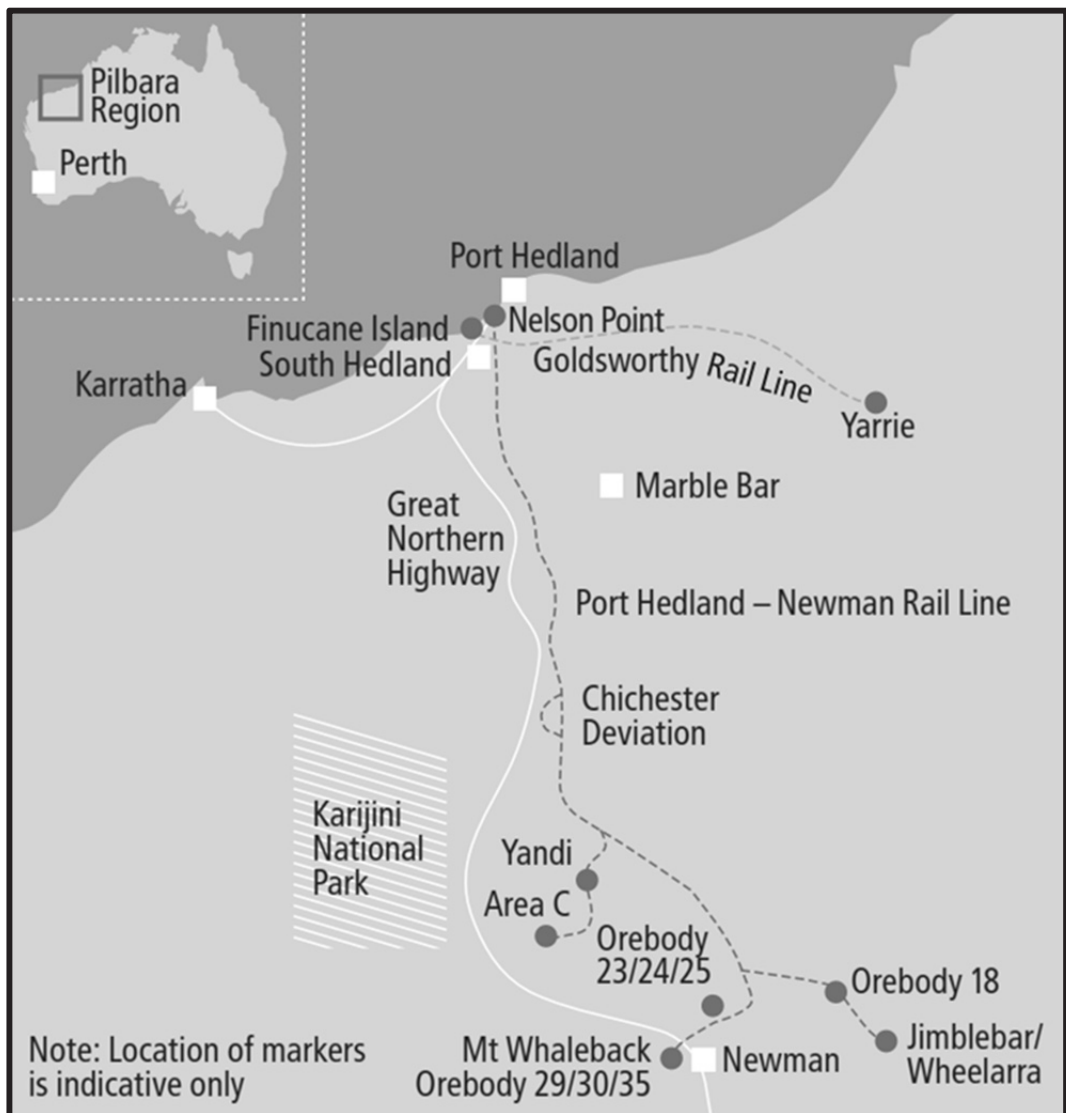 Pilbara
Region
Perth
Port Hedland
Finucane Island
Nelson Point
South Hedland
Goldsworthy Rail Line
Karratha
Yarrie
Marble Bar
Great
Northern
Highway
Port Hedland – Newman Rail Line
Chichester
Deviation
Karijini
National
Park
Yandi
Area C
Orebody
23/24/25
Orebody 18
Jimblebar/
Wheelarra
Mt Whaleback
Orebody 29/30/35
Newman
Note: Location of markers
is indicative only